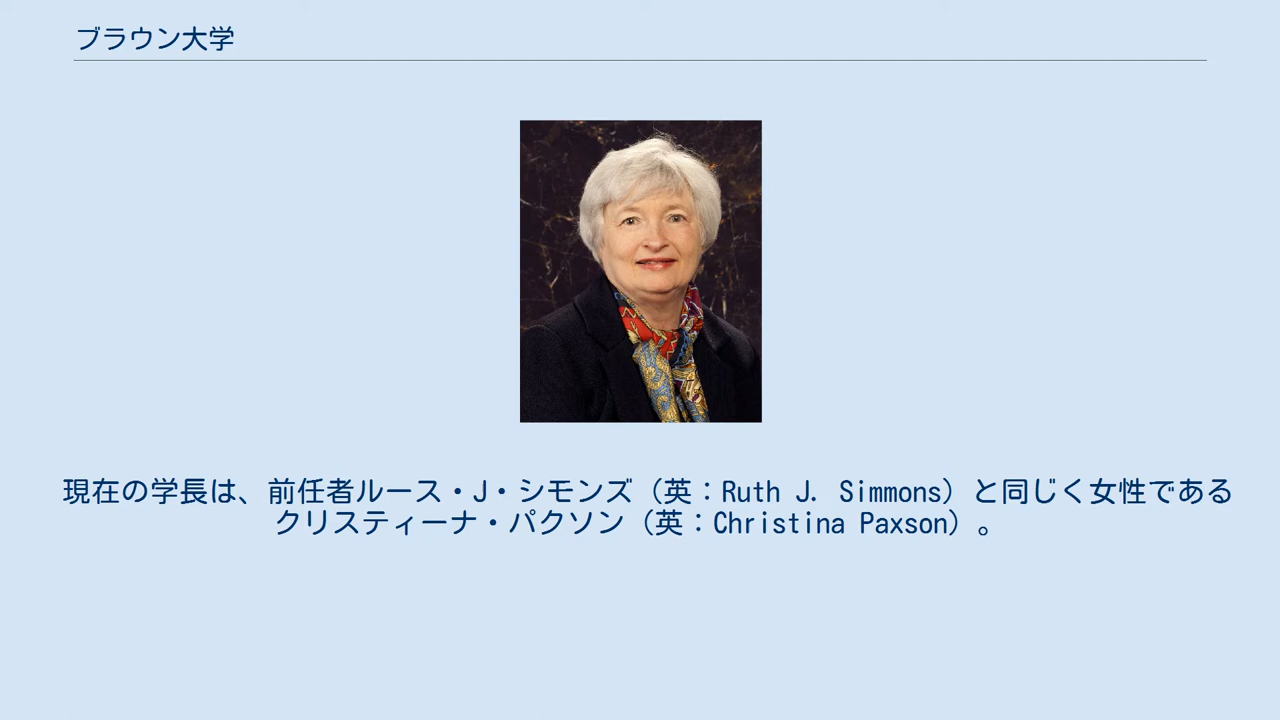 ブラウン大学
現在の学長は、前任者ルース・J・シモンズ（英：Ruth J. Simmons）と同じく女性である
クリスティーナ・パクソン（英：Christina Paxson）。